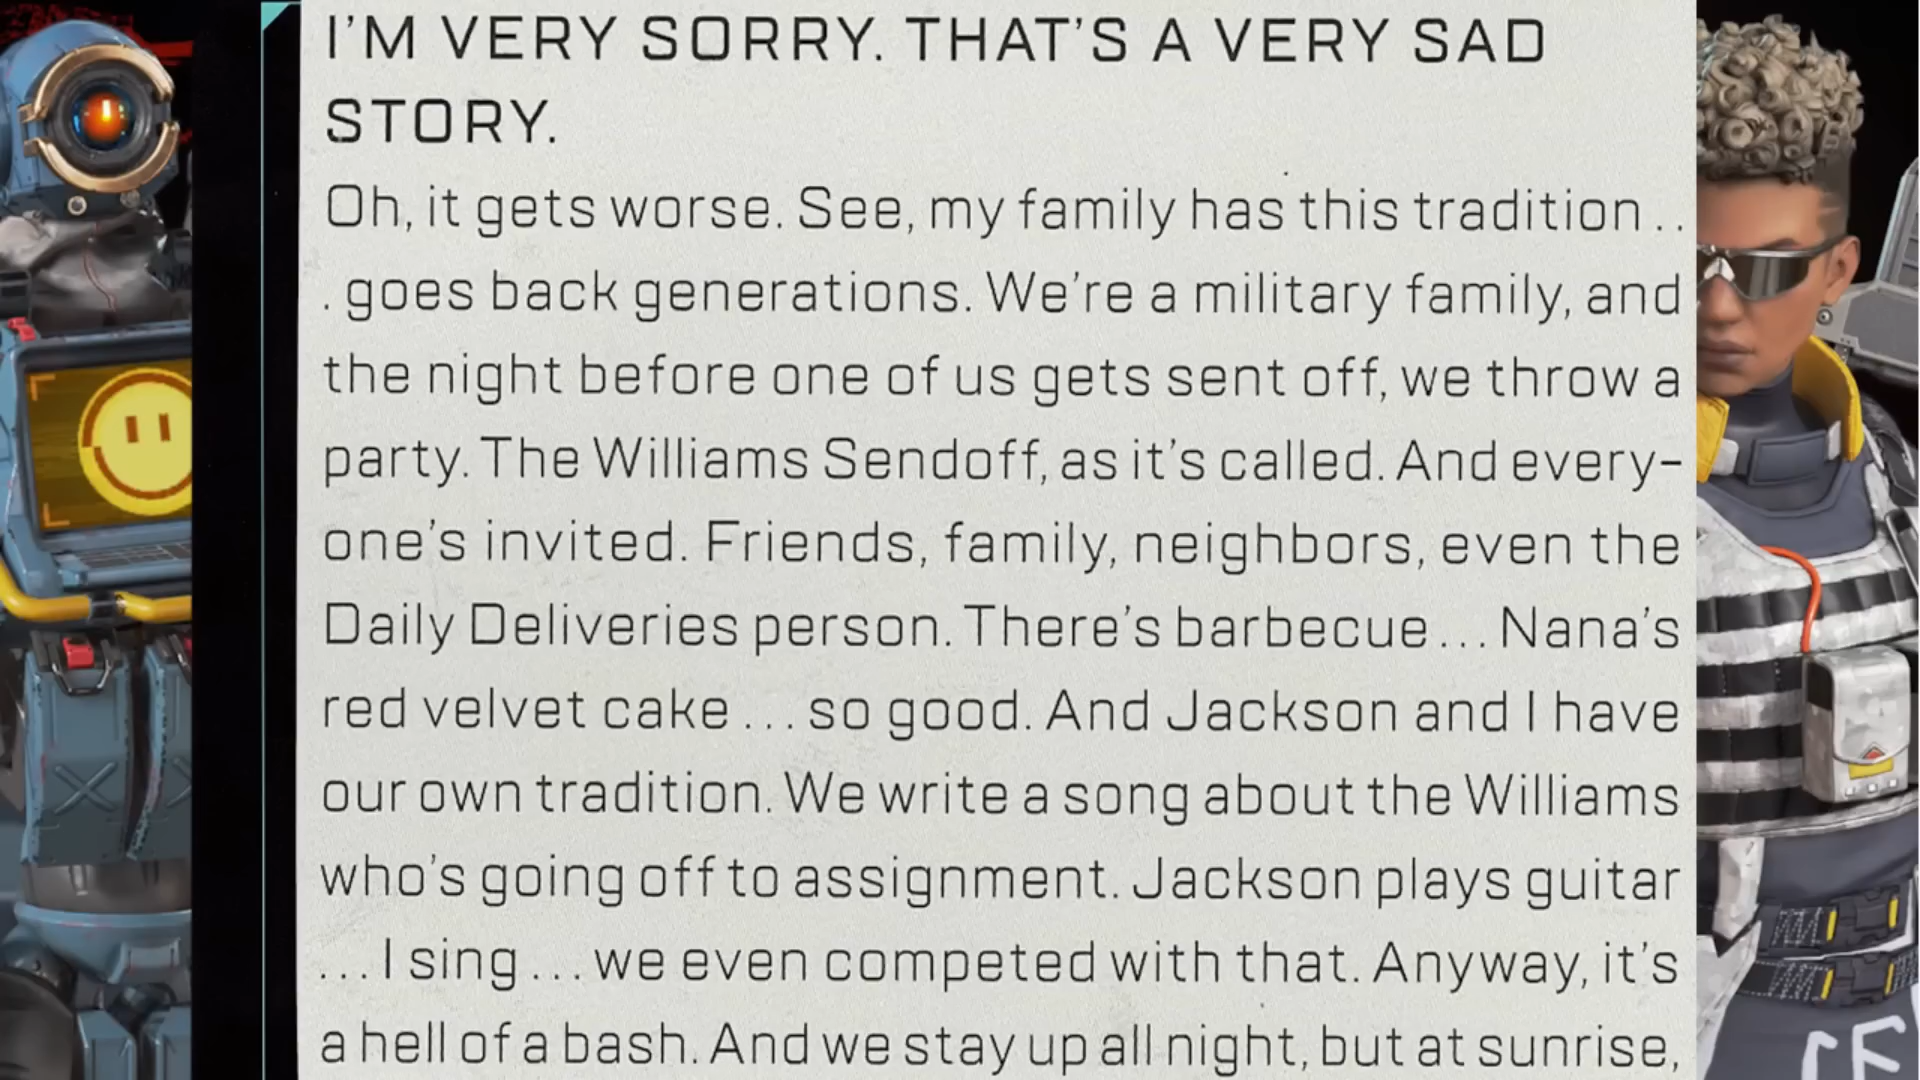 I'M VERY SORRY. THAT'S A VERY SAD
STORY.
Oh, it gets worse. See, my family has this tradition . .
. goes back generations. We're a military family, and
the night before one of us gets sent off, we throw a
party. The Williams Sendoff, as it's called. And every-
one's invited. Friends, family, neighbors, even the
Daily Deliveries person. There's barbecue . . . Nana's
red velvet cake . . . so good. And Jackson and I have
our own tradition. We write a song about the Williams
who's going off to assignment. Jackson plays guitar
. . . I sing . . . we even competed with that. Anyway, it's
a hell of a bash. And we stay up all night, but at sunrise,